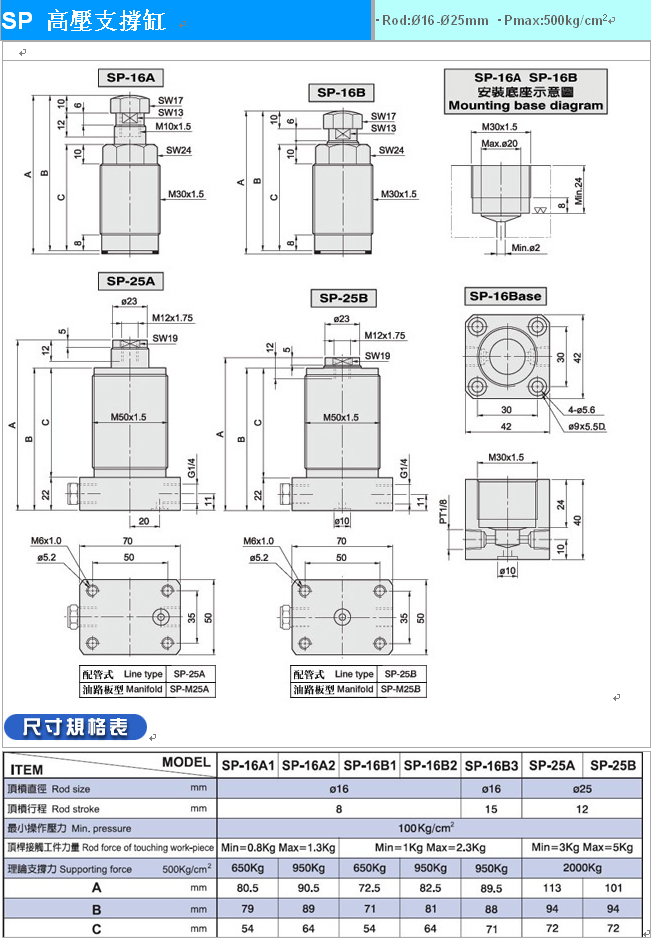 SP 高壓支撐缸
·Rod:Ø16-Ø25mm ·Pmax:500kg/cm²
SP-16A
10
6
12
10
8
A
B
C
SW17
SW13
M10x1.5
SW24
M30x1.5
SP-16B
10
6
10
8
A
B
C
SW17
SW13
SW24
M30x1.5
SP-16A SP-16B
安裝底座示意圖
Mounting base diagram
M30x1.5
Max.ø20
Min.24
8
Min.ø2
SP-25A
ø23
M12x1.75
SW19
5
12
A
B
C
M50x1.5
G1/4
22
11
20
SP-25B
ø23
M12x1.75
SW19
12
5
A
B
C
M50x1.5
G1/4
22
11
ø10
SP-16Base
30
42
30
42
4-ø5.6
ø9x5.5D.
M30x1.5
PT1/8
24
40
10
ø10
M6x1.0
ø5.2
70
50
35
50
配管式 Line type SP-25A
油路板型 Manifold SP-M25A
M6x1.0
ø5.2
70
50
35
50
配管式 Line type SP-25B
油路板型 Manifold SP-M25B
尺寸規格表
ITEM MODEL SP-16A1 SP-16A2 SP-16B1 SP-16B2 SP-16B3 SP-25A SP-25B
頂桿直徑 Rod size mm ø16 ø16 ø25
頂桿行程 Rod stroke mm 8 15 12
最小操作壓力 Min. pressure 100Kg/cm²
頂桿接觸工件力量 Rod force of touching work-piece Min=0.8Kg Max=1.3Kg Min=1Kg Max=2.3Kg Min=3Kg Max=5Kg
理論支撐力 Supporting force 500Kg/cm² 650Kg 950Kg 650Kg 950Kg 950Kg 2000Kg
A mm 80.5 90.5 72.5 82.5 89.5 113 101
B mm 79 89 71 81 88 94 94
C mm 54 64 54 64 71 72 72